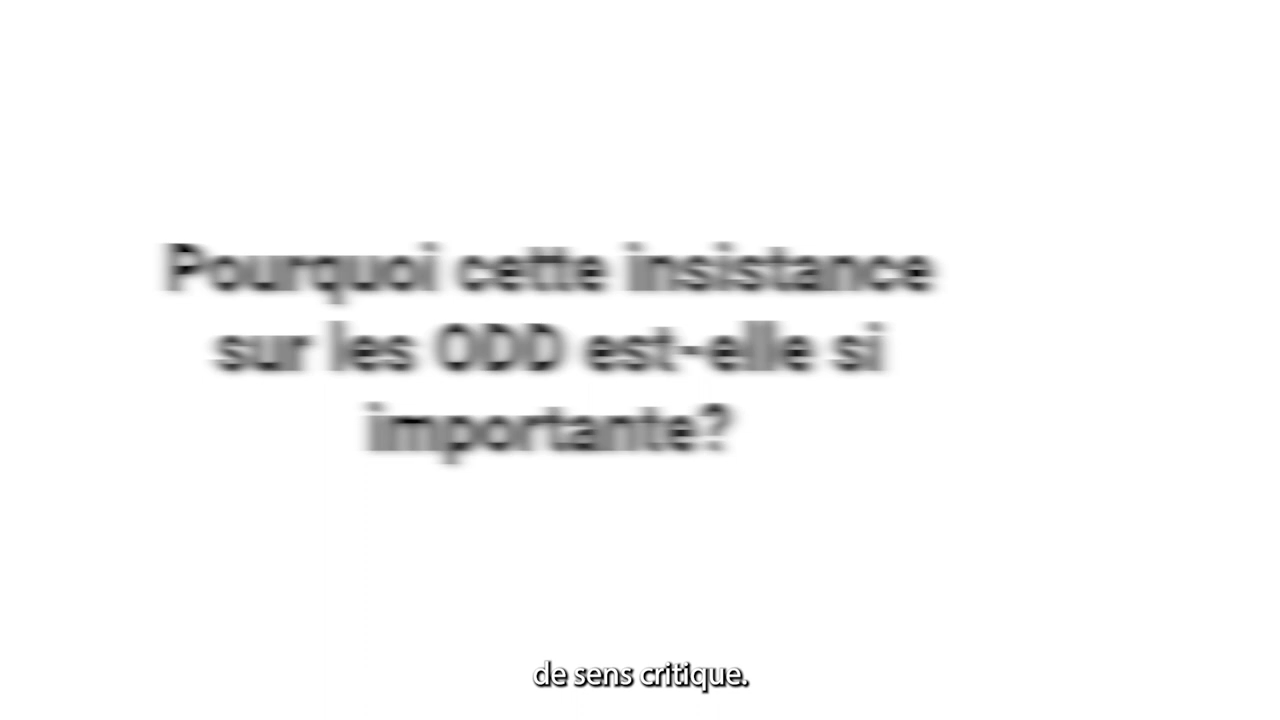 Pourquoi cette insistance
sur les ODD est-elle si
importante?
de sens critique.